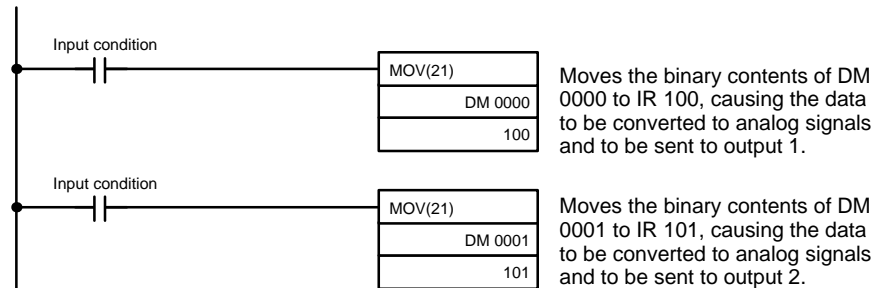 Input condition
MOV(21)
DM 0000
100
Moves the binary contents of DM
0000 to IR 100, causing the data
to be converted to analog signals
and to be sent to output 1.
Input condition
MOV(21)
DM 0001
101
Moves the binary contents of DM
0001 to IR 101, causing the data
to be converted to analog signals
and to be sent to output 2.